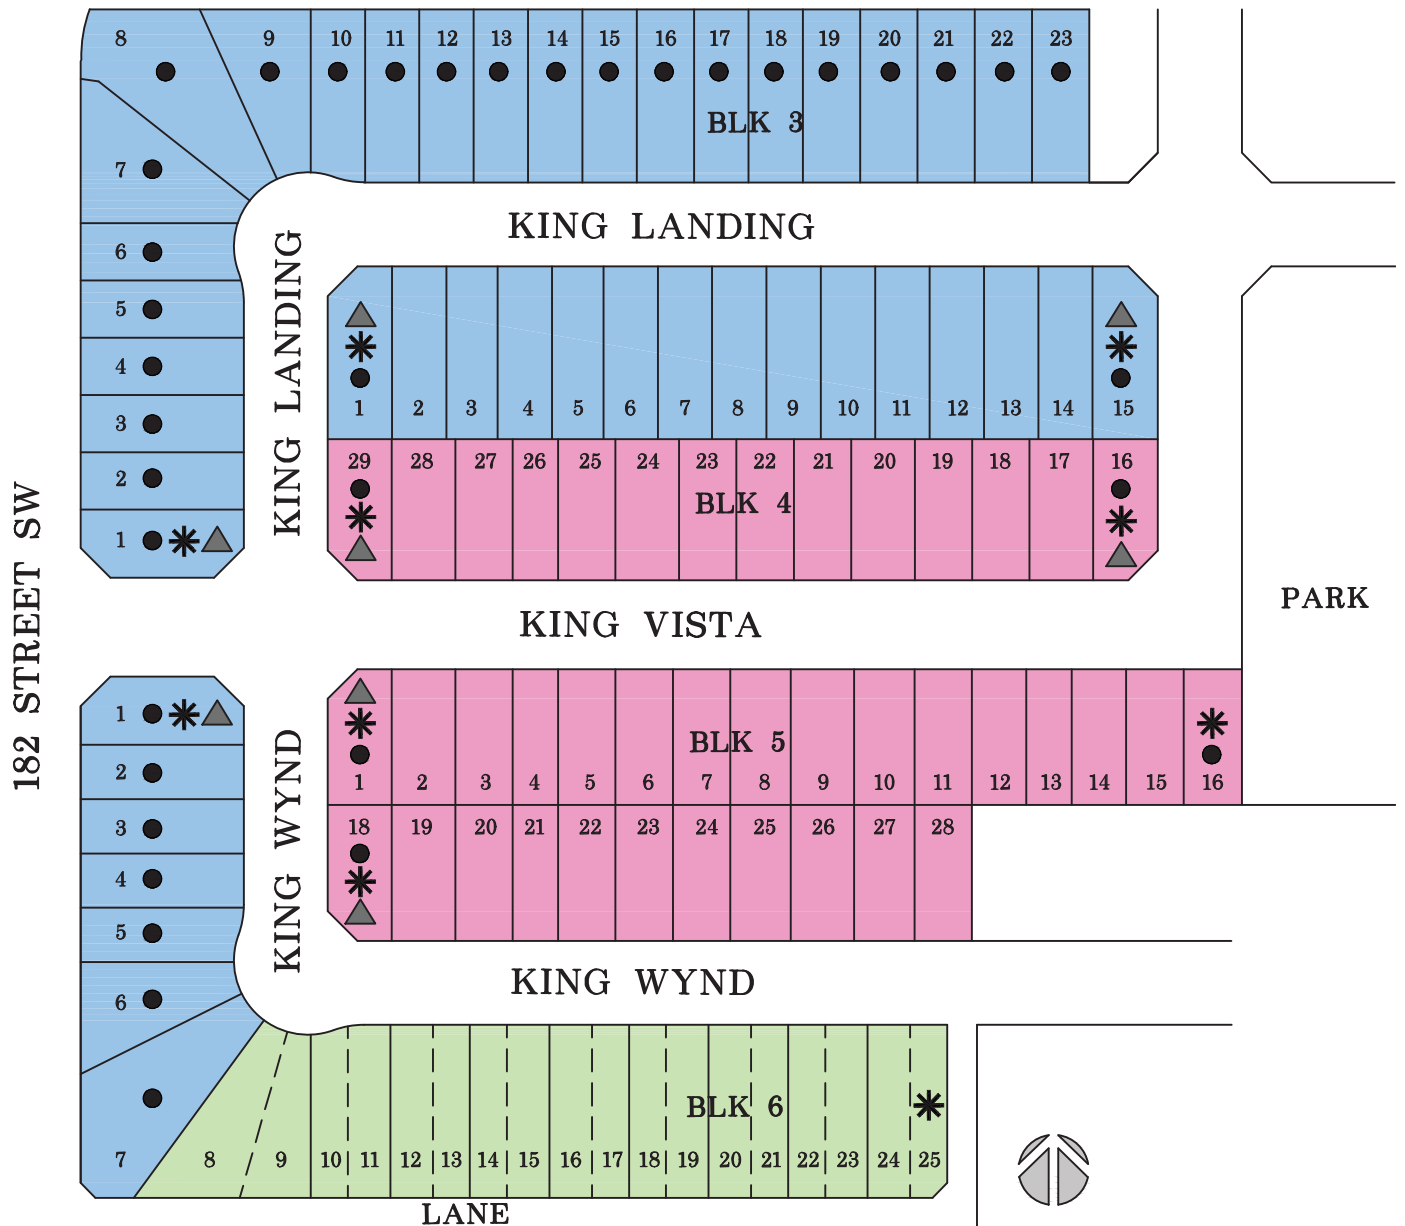 8 9 10 11 12 13 14 15 16 17 18 19 20 21 22 23
BLK 3
7
KING LANDING
6
KING LANDING
5
4
3
2
1
1 2 3 4 5 6 7 8 9 10 11 12 13 14 15
29 28 27 26 25 24 23 22 21 20 19 18 17 16
BLK 4
182 STREET SW
PARK
KING VISTA
1
2
3
4
5
6
7
KING WYND
BLK 5
1 2 3 4 5 6 7 8 9 10 11 12 13 14 15 16
18 19 20 21 22 23 24 25 26 27 28
KING WYND
BLK 6
8 9 10 11 12 13 14 15 16 17 18 19 20 21 22 23 24 25
LANE